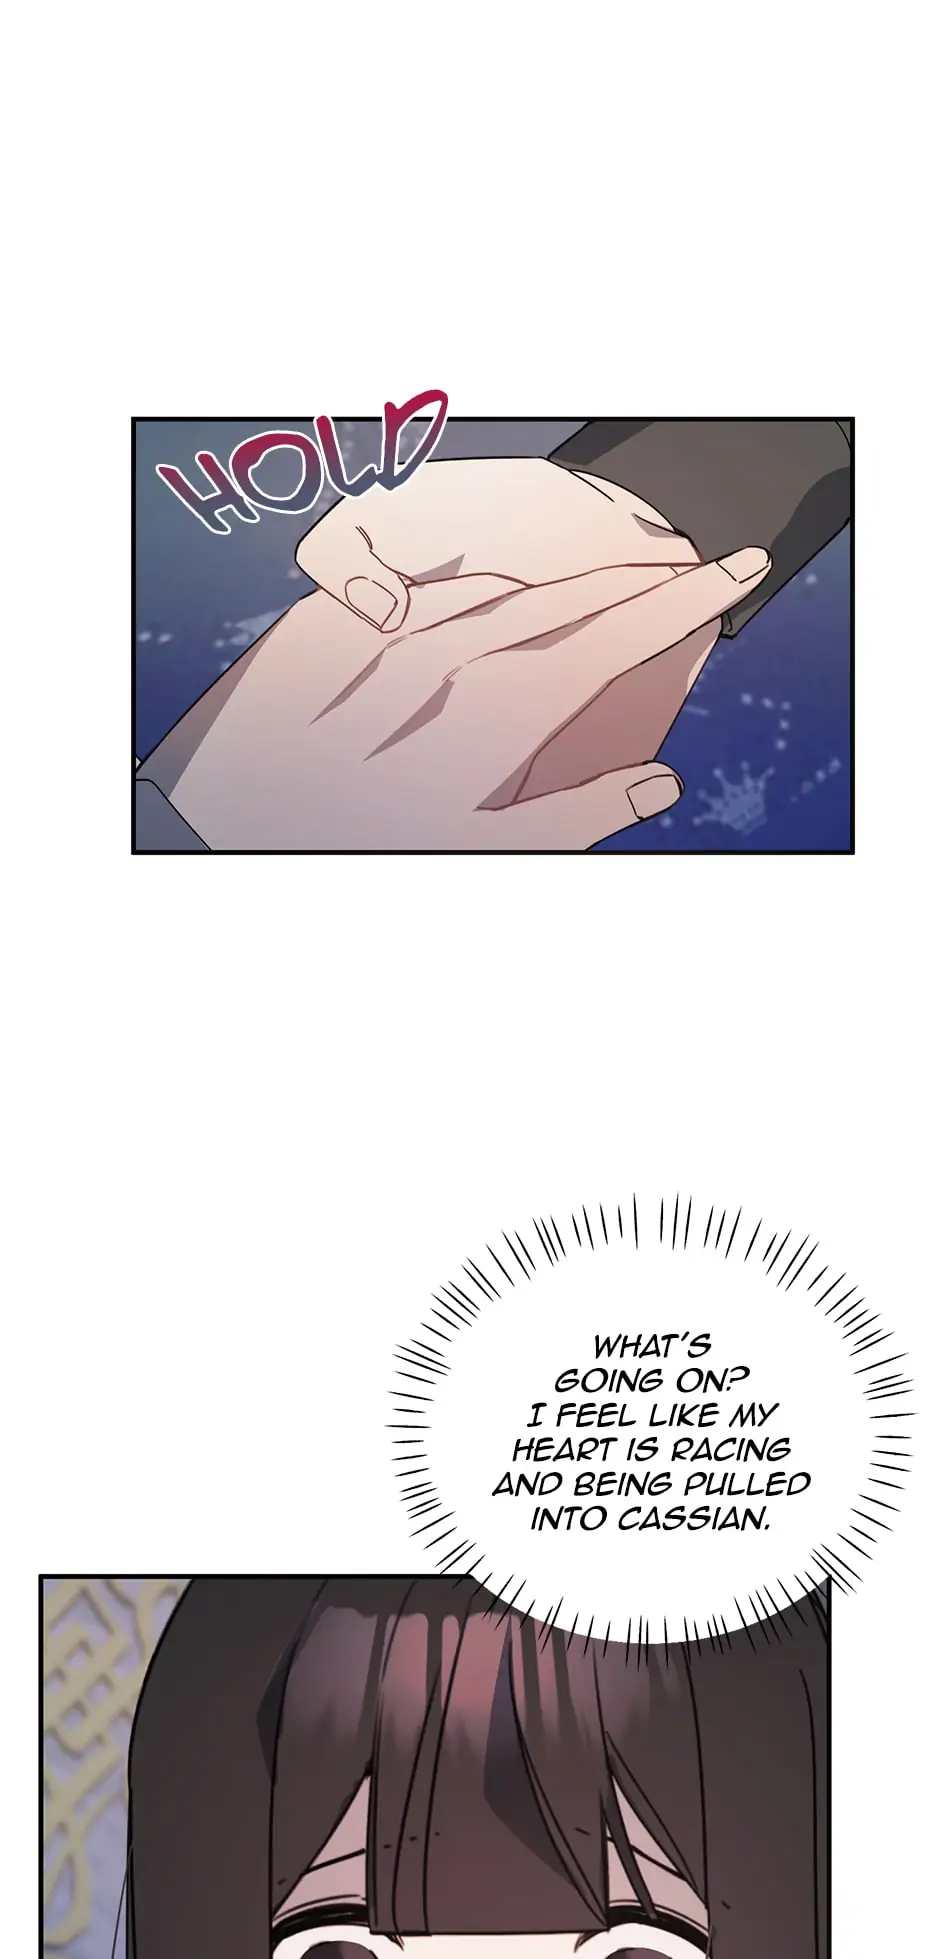 HOLD
WHAT'S
GOING ON?
I FEEL LIKE MY
HEART IS RACING
AND BEING PULLED
INTO CASSIAN.